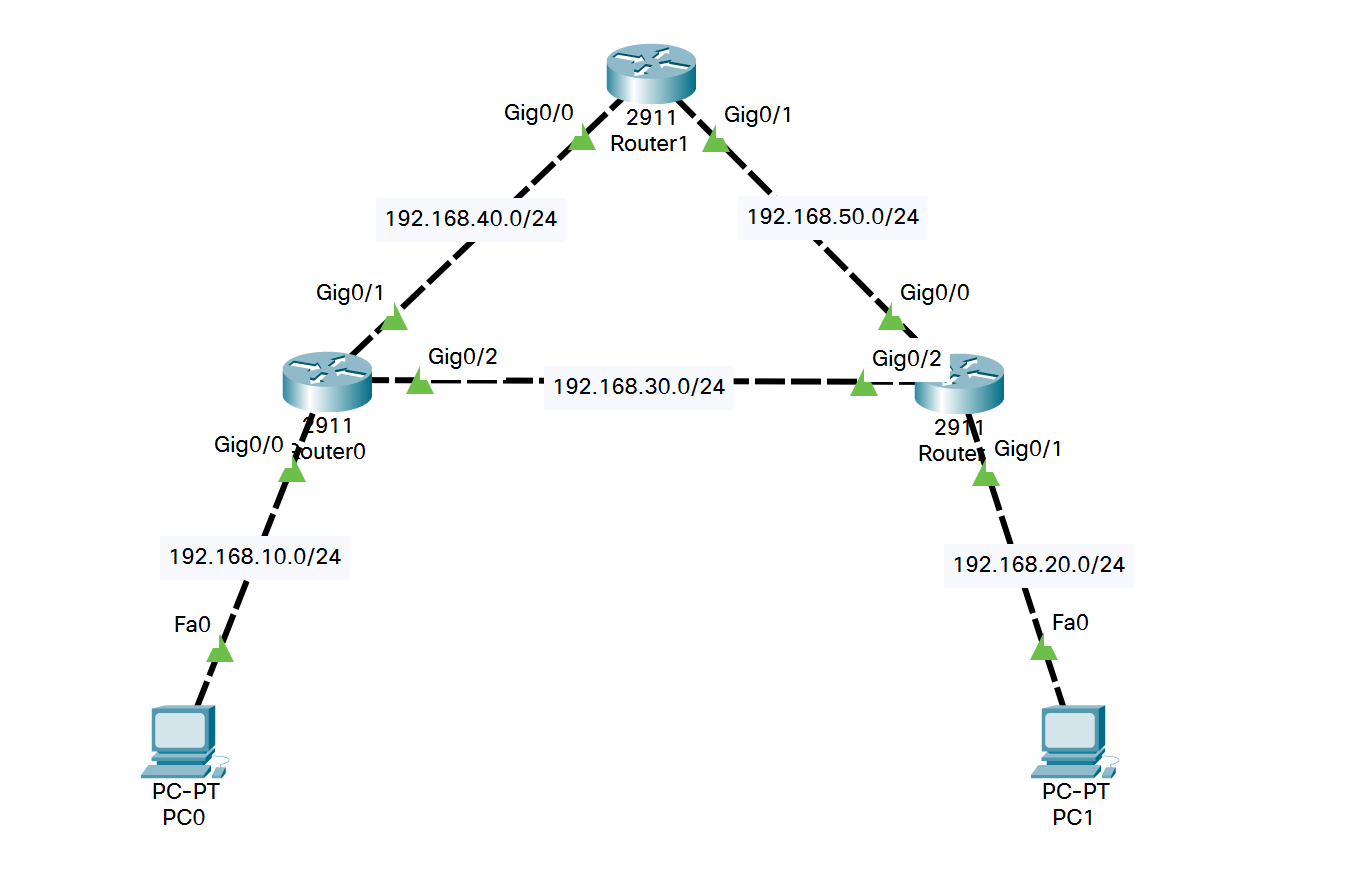 Gig0/0
2911
Router1
Gig0/1
192.168.40.0/24
192.168.50.0/24
Gig0/1
Gig0/0
Gig0/2
192.168.30.0/24
Gig0/2
2911
Router0
Gig0/0
2911
Router
Gig0/1
192.168.10.0/24
192.168.20.0/24
Fa0
Fa0
PC-PT
PC0
PC-PT
PC1